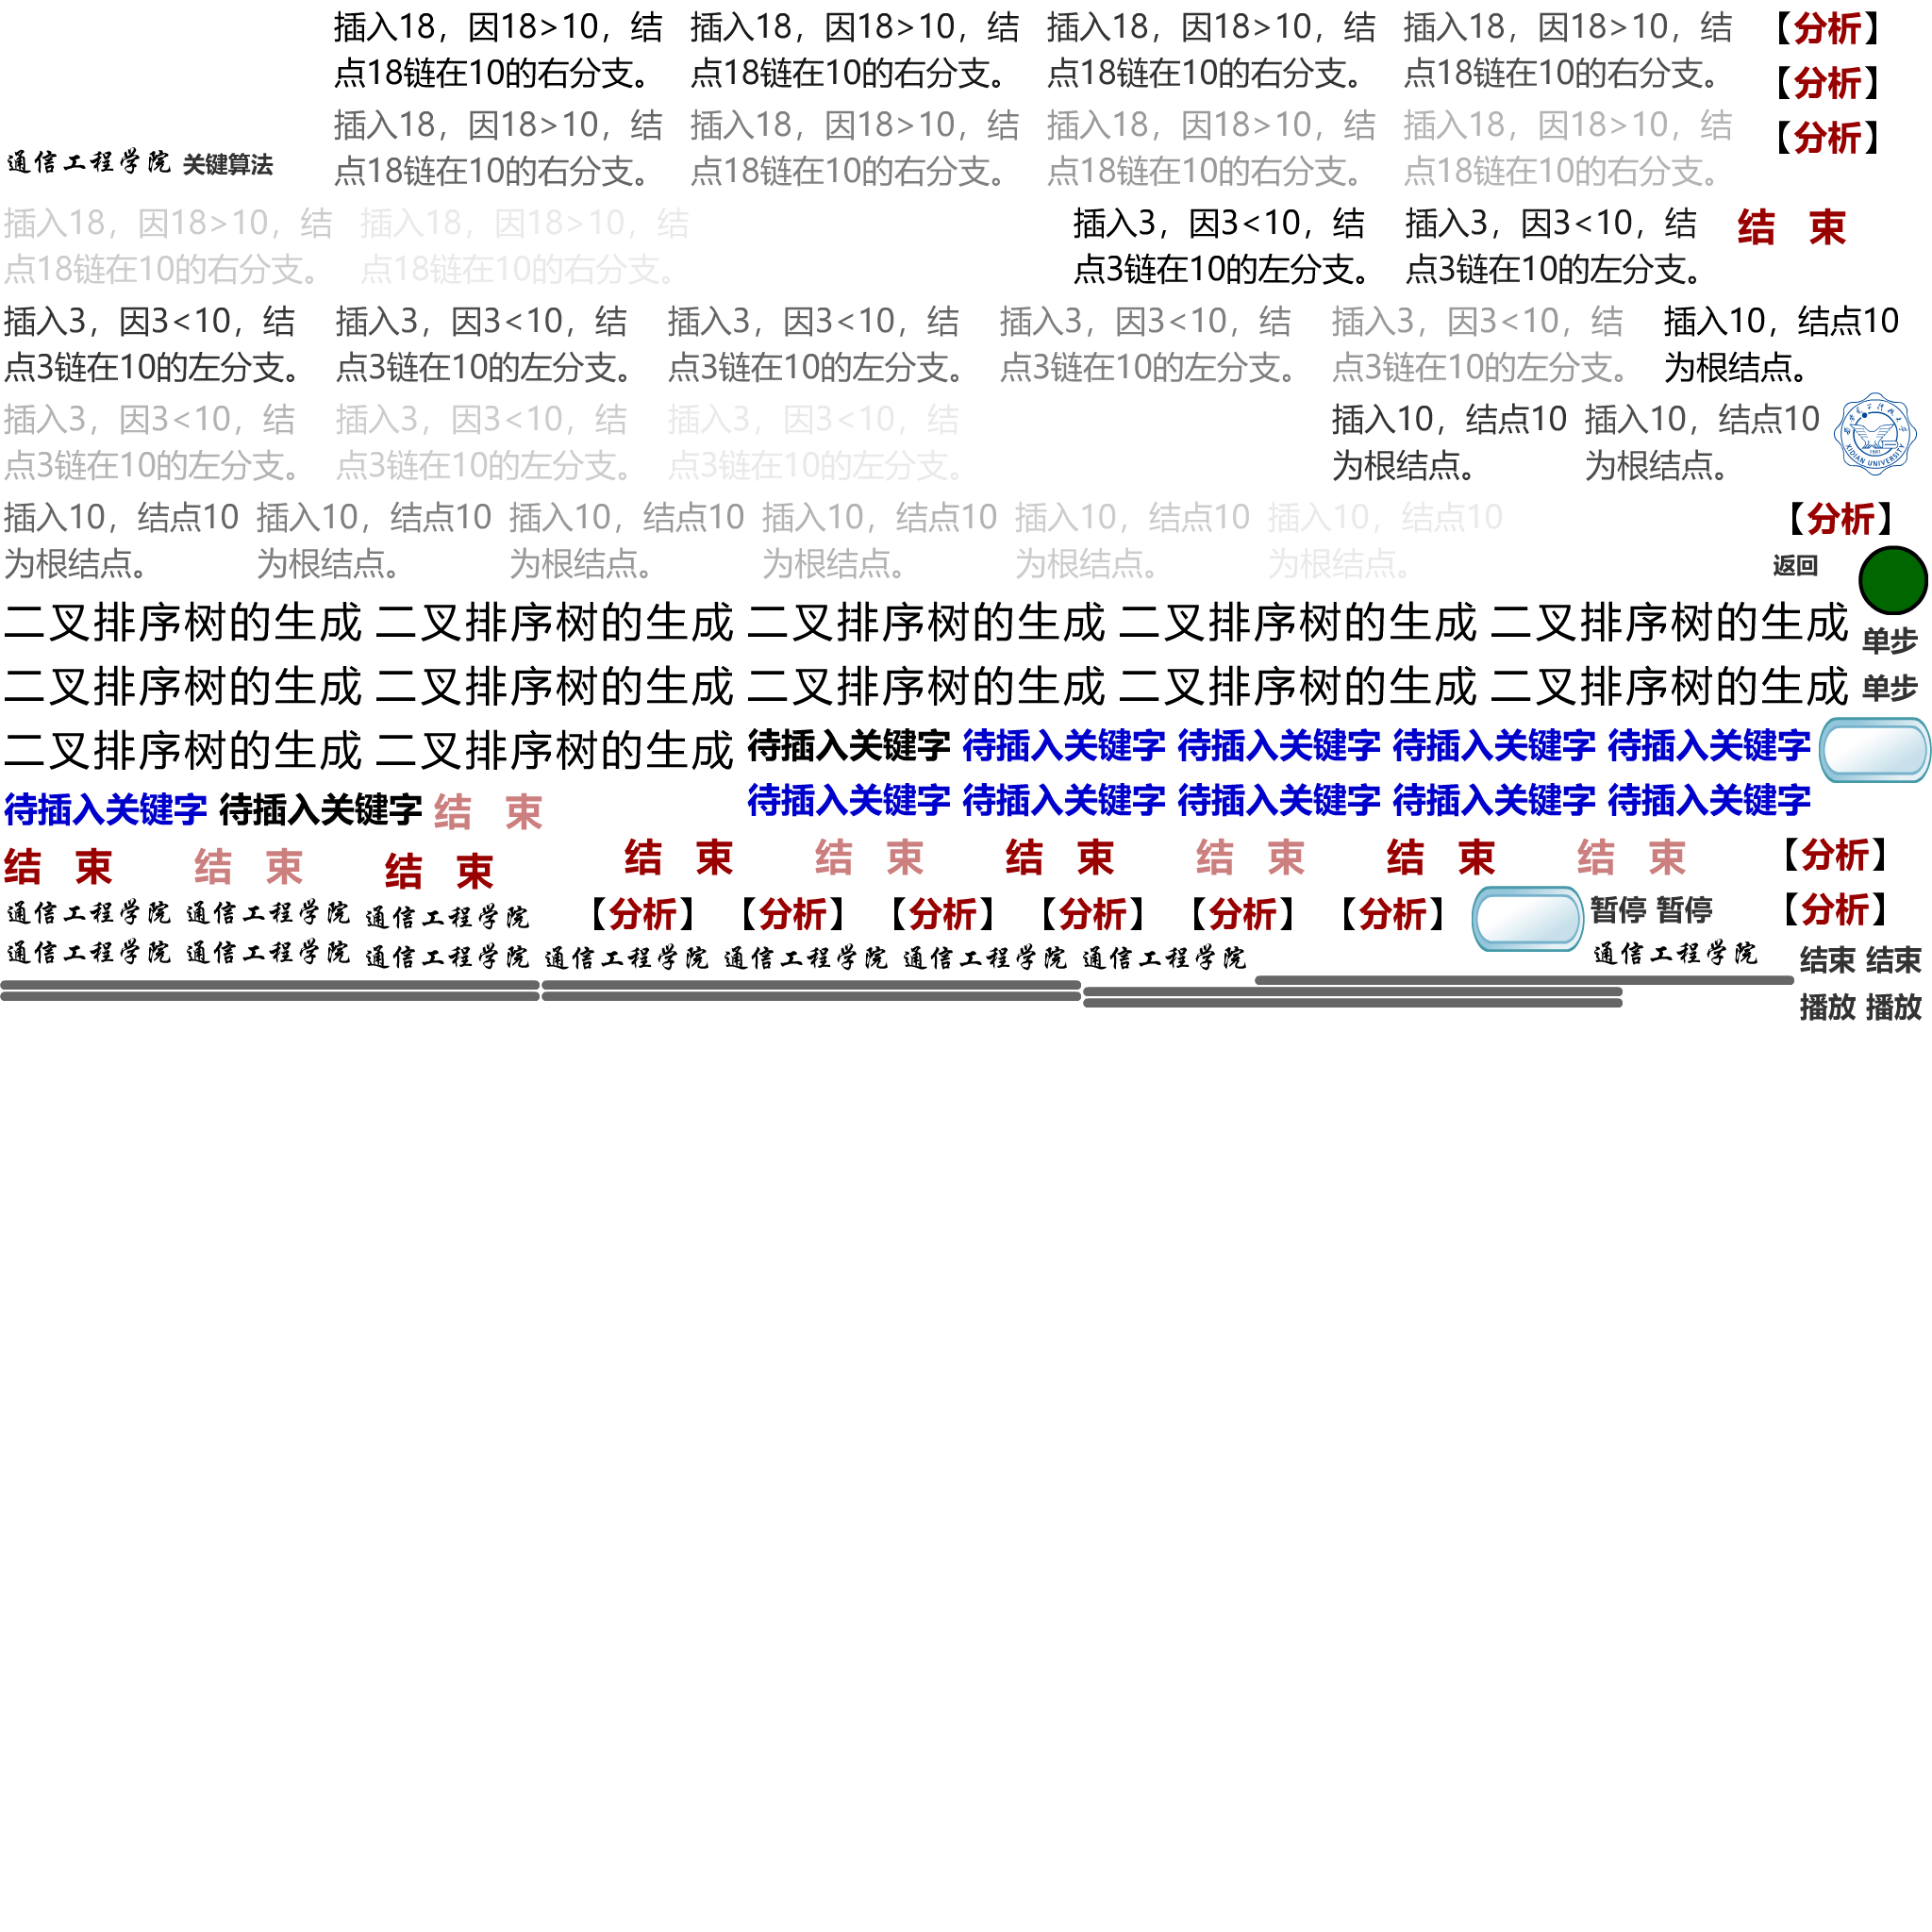 插入18，因18>10，结 插入18，因18>10，结 插入18，因18>10，结 插入18，因18>10，结 【分析】
点18链在10的右分支。 点18链在10的右分支。 点18链在10的右分支。 点18链在10的右分支。 【分析】
插入18，因18>10，结 插入18，因18>10，结 插入18，因18>10，结 插入18，因18>10，结 【分析】
通信工程学院 关键算法 点18链在10的右分支。 点18链在10的右分支。 点18链在10的右分支。 点18链在10的右分支。
插入18，因18>10，结 插入18，因18>10，结 插入3，因3<10，结 插入3，因3<10，结 结 束
点18链在10的右分支。 点18链在10的右分支。 点3链在10的左分支。 点3链在10的左分支。
插入3，因3<10，结 插入3，因3<10，结 插入3，因3<10，结 插入3，因3<10，结 插入3，因3<10，结 插入10，结点10
点3链在10的左分支。 点3链在10的左分支。 点3链在10的左分支。 点3链在10的左分支。 点3链在10的左分支。 为根结点。
插入3，因3<10，结 插入3，因3<10，结 插入3，因3<10，结 插入10，结点10 插入10，结点10
点3链在10的左分支。 点3链在10的左分支。 点3链在10的左分支。 为根结点。 为根结点。 XIDIAN UNIVERSITY
插入10，结点10 插入10，结点10 插入10，结点10 插入10，结点10 插入10，结点10 插入10，结点10 【分析】
为根结点。 为根结点。 为根结点。 为根结点。 为根结点。 为根结点。 返回
二叉排序树的生成 二叉排序树的生成 二叉排序树的生成 二叉排序树的生成 二叉排序树的生成 单步
二叉排序树的生成 二叉排序树的生成 二叉排序树的生成 二叉排序树的生成 二叉排序树的生成 单步
二叉排序树的生成 二叉排序树的生成 待插入关键字 待插入关键字 待插入关键字 待插入关键字 待插入关键字
待插入关键字 待插入关键字 结 束 待插入关键字 待插入关键字 待插入关键字 待插入关键字 待插入关键字
结 束 结 束 结 束 结 束 结 束 结 束 结 束 结 束 结 束 【分析】
通信工程学院 通信工程学院 通信工程学院 【分析】 【分析】 【分析】 【分析】 【分析】 【分析】 暂停 暂停 【分析】
通信工程学院 通信工程学院 通信工程学院 通信工程学院 通信工程学院 通信工程学院 通信工程学院 通信工程学院 结束 结束
播放 播放